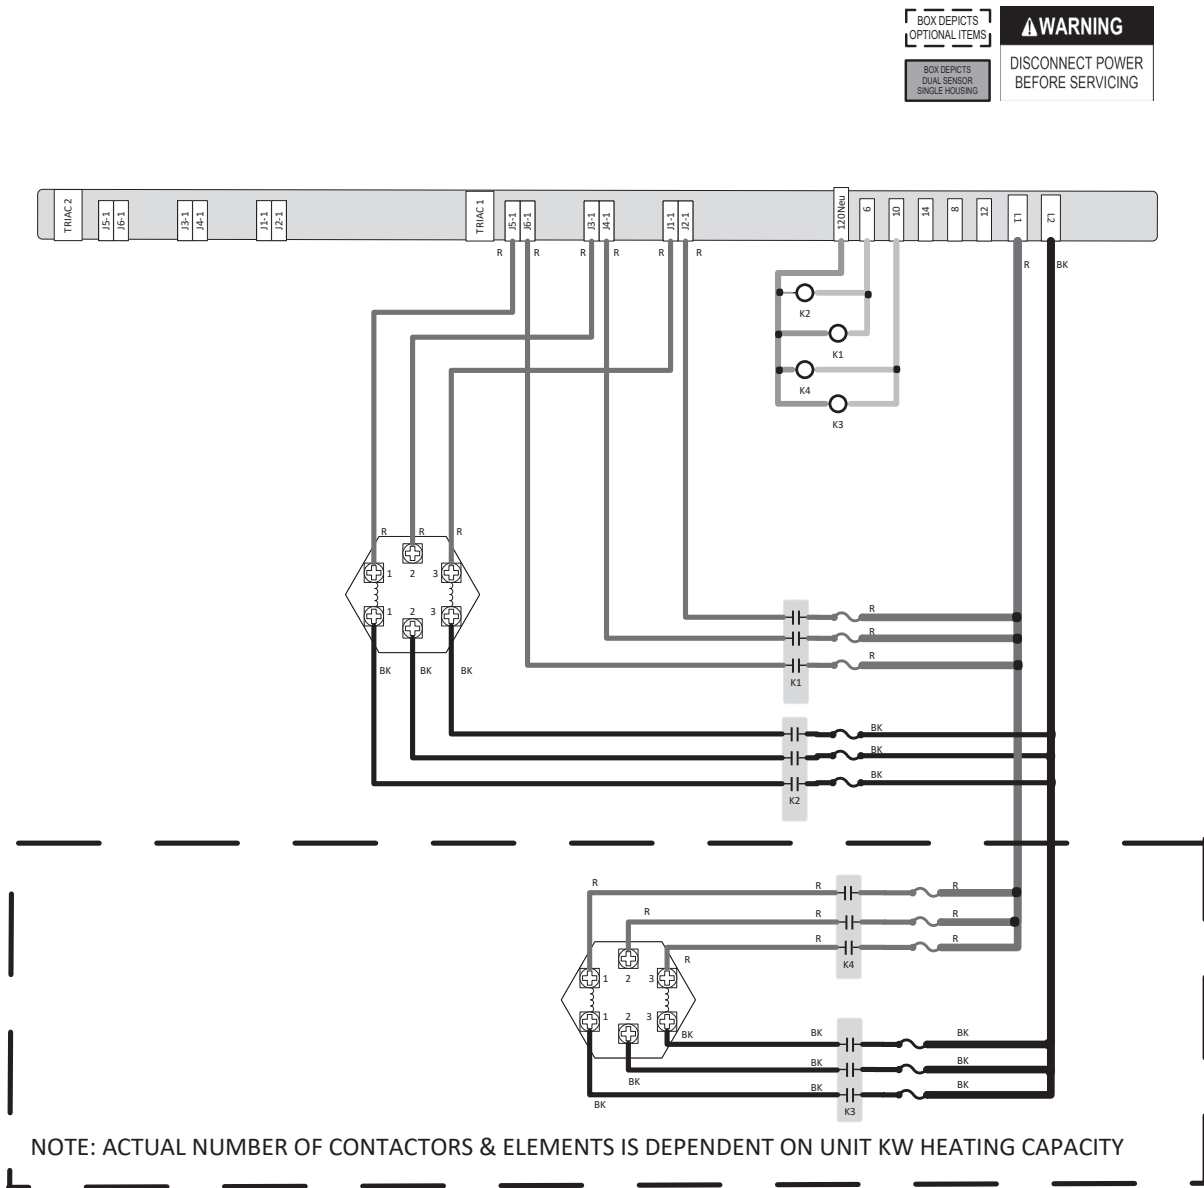 BOX DEPICTS
OPTIONAL ITEMS
WARNING
BOX DEPICTS
DUAL SENSOR
SINGLE HOUSING
DISCONNECT POWER
BEFORE SERVICING
TRIAC 2
J5-1
J6-1
J3-1
J4-1
J1-1
J2-1
TRIAC 1
J5-1
J6-1
J3-1
J4-1
J1-1
J2-1
120Neu
6
10
14
8
12
L1
L2
R
R
R
R
R
R
R
BK
K2
K1
K4
K3
R
R
R
1
2
3
1
2
3
BK
BK
BK
R
R
R
K1
BK
BK
BK
K2
R
R
R
R
R
R
R
R
R
K4
1
2
3
1
2
3
BK
BK
BK
BK
BK
BK
BK
BK
BK
K3
NOTE: ACTUAL NUMBER OF CONTACTORS & ELEMENTS IS DEPENDENT ON UNIT KW HEATING CAPACITY